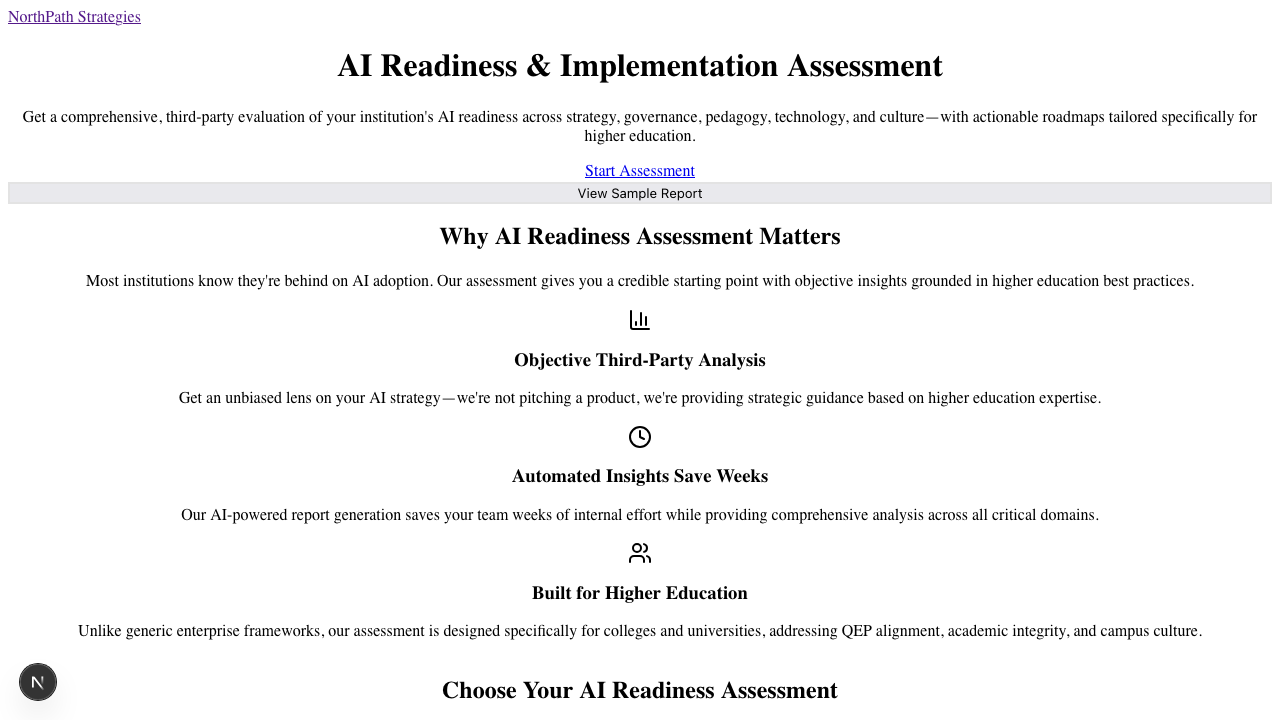 NorthPath Strategies
AI Readiness & Implementation Assessment
Get a comprehensive, third-party evaluation of your institution's AI readiness across strategy, governance, pedagogy, technology, and culture—with actionable roadmaps tailored specifically for
higher education.
Start Assessment
View Sample Report
Why AI Readiness Assessment Matters
Most institutions know they're behind on AI adoption. Our assessment gives you a credible starting point with objective insights grounded in higher education best practices.
Objective Third-Party Analysis
Get an unbiased lens on your AI strategy—we're not pitching a product, we're providing strategic guidance based on higher education expertise.
Automated Insights Save Weeks
Our AI-powered report generation saves your team weeks of internal effort while providing comprehensive analysis across all critical domains.
Built for Higher Education
Unlike generic enterprise frameworks, our assessment is designed specifically for colleges and universities, addressing QEP alignment, academic integrity, and campus culture.
N
Choose Your AI Readiness Assessment